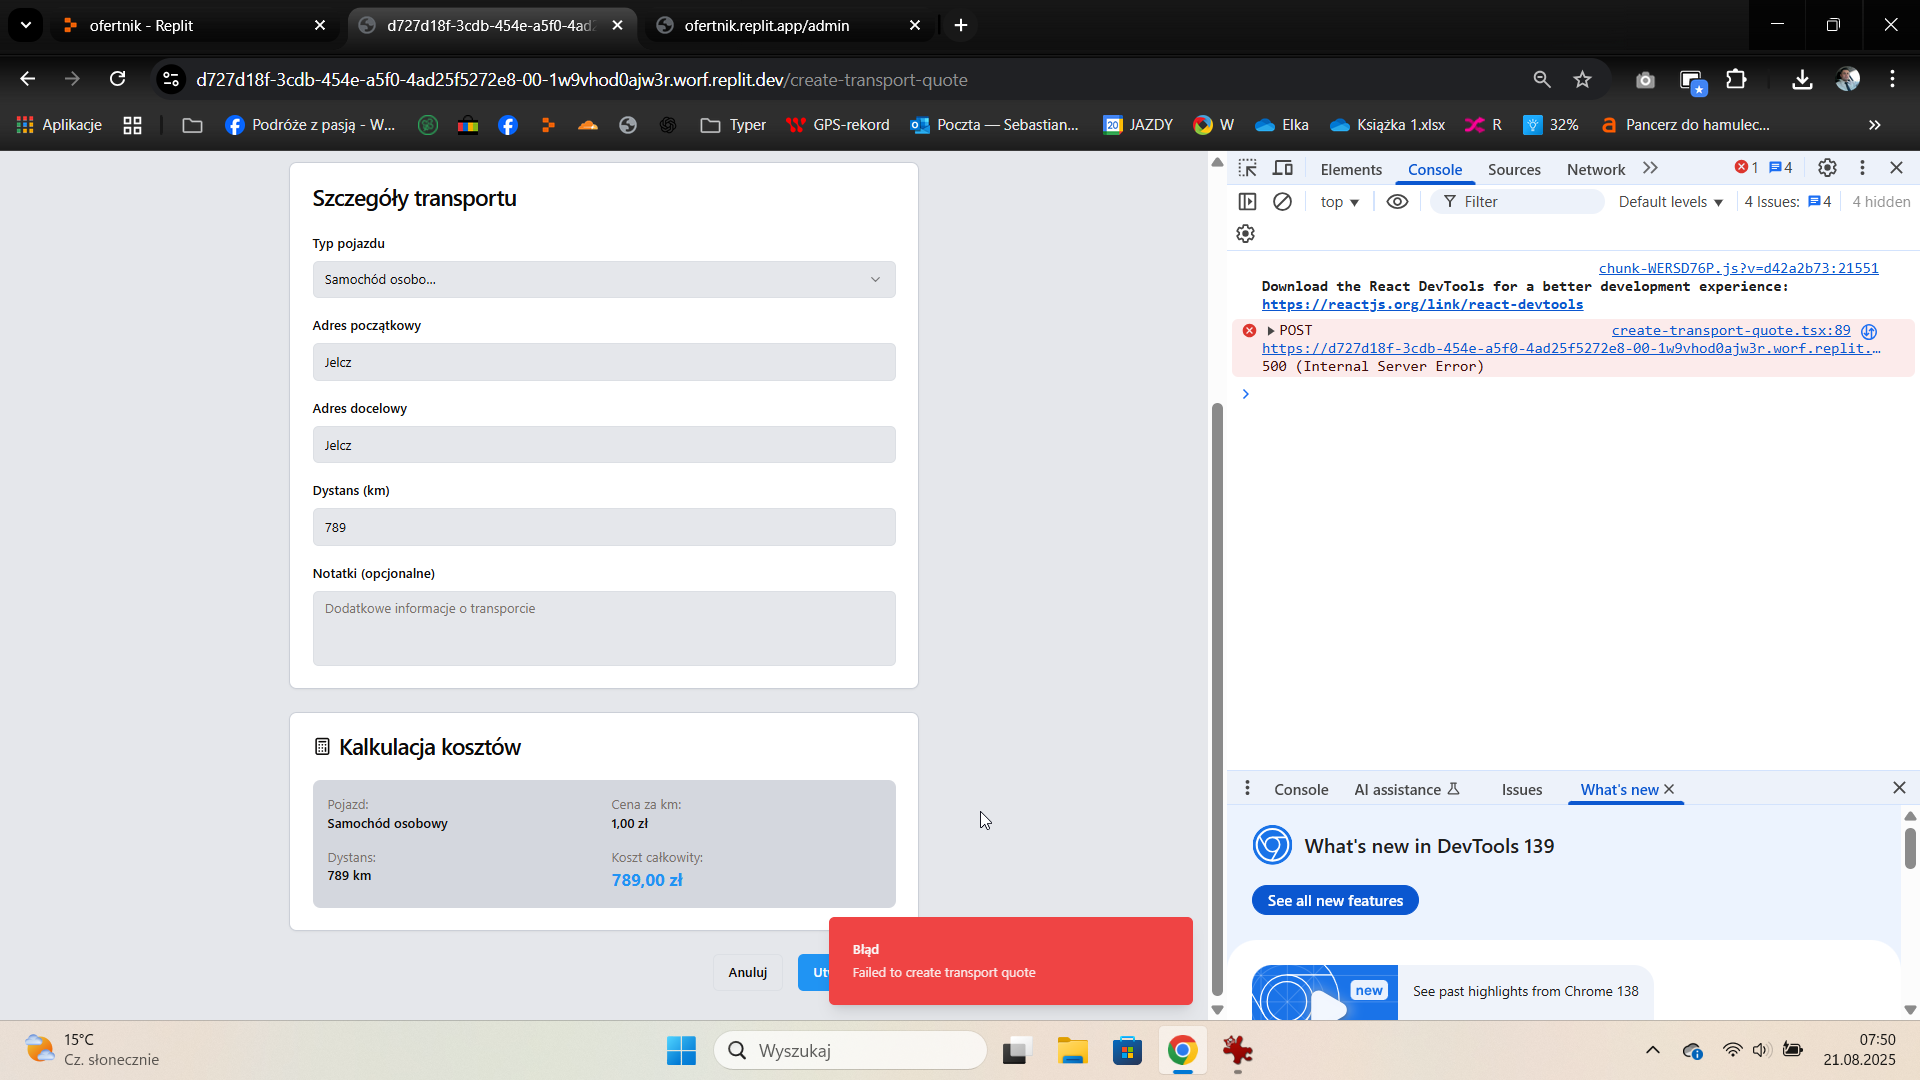 ofertnik - Replit
d727d18f-3cdb-454e-a5f0-4ad2
ofertnik.replit.app/admin
d727d18f-3cdb-454e-a5f0-4ad25f5272e8-00-1w9vhod0ajw3r.worf.replit.dev/create-transport-quote
Aplikacje
Podróże z pasją - W...
Typer
GPS-rekord
Poczta — Sebastian...
20
JAZDY
W
Elka
Książka 1.xlsx
R
32%
Pancerz do hamulec...
Szczegóły transportu
Typ pojazdu
Samochód osobo...
Adres początkowy
Jelcz
Adres docelowy
Jelcz
Dystans (km)
789
Notatki (opcjonalne)
Dodatkowe informacje o transporcie
Kalkulacja kosztów
Pojazd:
Samochód osobowy
Cena za km:
1,00 zł
Dystans:
789 km
Koszt całkowity:
789,00 zł
Anuluj
Błąd
Failed to create transport quote
Elements
Console
Sources
Network
1
4
top
Filter
Default levels
4 Issues:
4
4 hidden
chunk-WERSD76P.js?v=d42a2b73:21551
Download the React DevTools for a better development experience:
https://reactjs.org/link/react-devtools
POST
create-transport-quote.tsx:89
https://d727d18f-3cdb-454e-a5f0-4ad25f5272e8-00-1w9vhod0ajw3r.worf.replit.…
500 (Internal Server Error)
Console
AI assistance
Issues
What's new
What's new in DevTools 139
See all new features
new
See past highlights from Chrome 138
15°C
Cz. słonecznie
Wyszukaj
07:50
21.08.2025